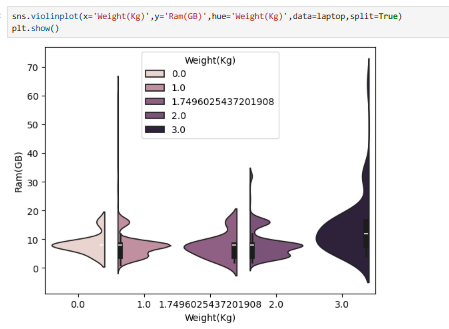 sns.violinplot(x='Weight(Kg)',y='Ram(GB)',hue='Weight(Kg)',data=laptop,split=True)
plt.show()
Weight(Kg)
0.0
1.0
1.7496025437201908
2.0
3.0
70
60
50
40
30
20
10
0
Ram(GB)
0.0 1.0 1.7496025437201908 2.0 3.0
Weight(Kg)